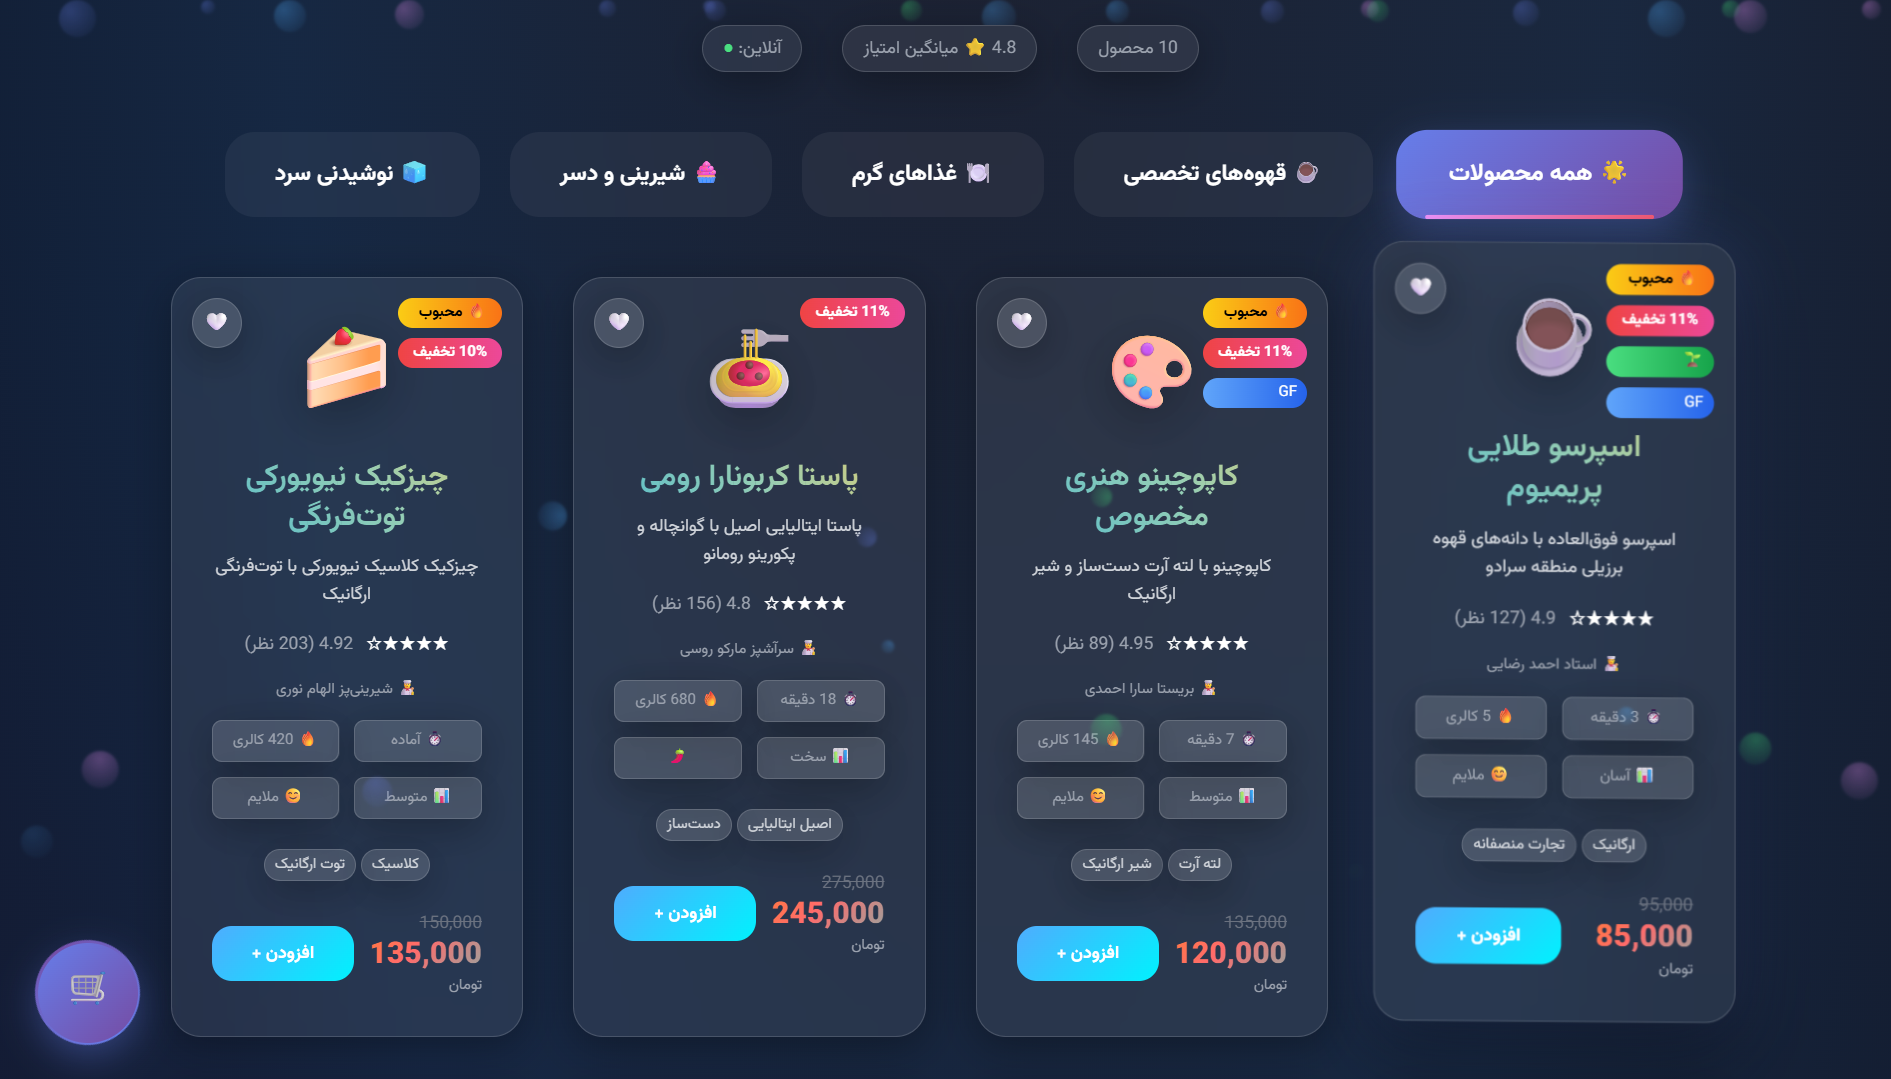 10 محصول
4.8 ⭐ میانگین امتیاز
آنلاین:
🌟 همه محصولات
☕ قهوه‌های تخصصی
🍽️ غذاهای گرم
🧁 شیرینی و دسر
🧊 نوشیدنی سرد
🔥 محبوب
11% تخفیف
🌱
GF
اسپرسو طلایی
پریمیوم
اسپرسو فوق‌العاده با دانه‌های قهوه
برزیلی منطقه سرادو
★★★★☆ 4.9 (127 نظر)
👨‍🍳 استاد احمد رضایی
⏱️ 3 دقیقه
🔥 5 کالری
📊 آسان
😊 ملایم
ارگانیک
تجارت منصفانه
95,000
85,000
تومان
افزودن +
🔥 محبوب
11% تخفیف
GF
کاپوچینو هنری
مخصوص
کاپوچینو با لته آرت دست‌ساز و شیر
ارگانیک
★★★★☆ 4.95 (89 نظر)
👨‍🍳 بریستا سارا احمدی
⏱️ 7 دقیقه
🔥 145 کالری
📊 متوسط
😊 ملایم
لته آرت
شیر ارگانیک
135,000
120,000
تومان
افزودن +
11% تخفیف
پاستا کربونارا رومی
پاستا ایتالیایی اصیل با گوانچاله و
پکورینو رومانو
★★★★☆ 4.8 (156 نظر)
👨‍🍳 سرآشپز مارکو روسی
⏱️ 18 دقیقه
🔥 680 کالری
📊 سخت
🌶️
اصیل ایتالیایی
دست‌ساز
275,000
245,000
تومان
افزودن +
🔥 محبوب
10% تخفیف
چیزکیک نیویورکی
توت‌فرنگی
چیزکیک کلاسیک نیویورکی با توت‌فرنگی
ارگانیک
★★★★☆ 4.92 (203 نظر)
👨‍🍳 شیرینی‌پز الهام نوری
⏱️ آماده
🔥 420 کالری
📊 متوسط
😊 ملایم
کلاسیک
توت ارگانیک
150,000
135,000
تومان
افزودن +